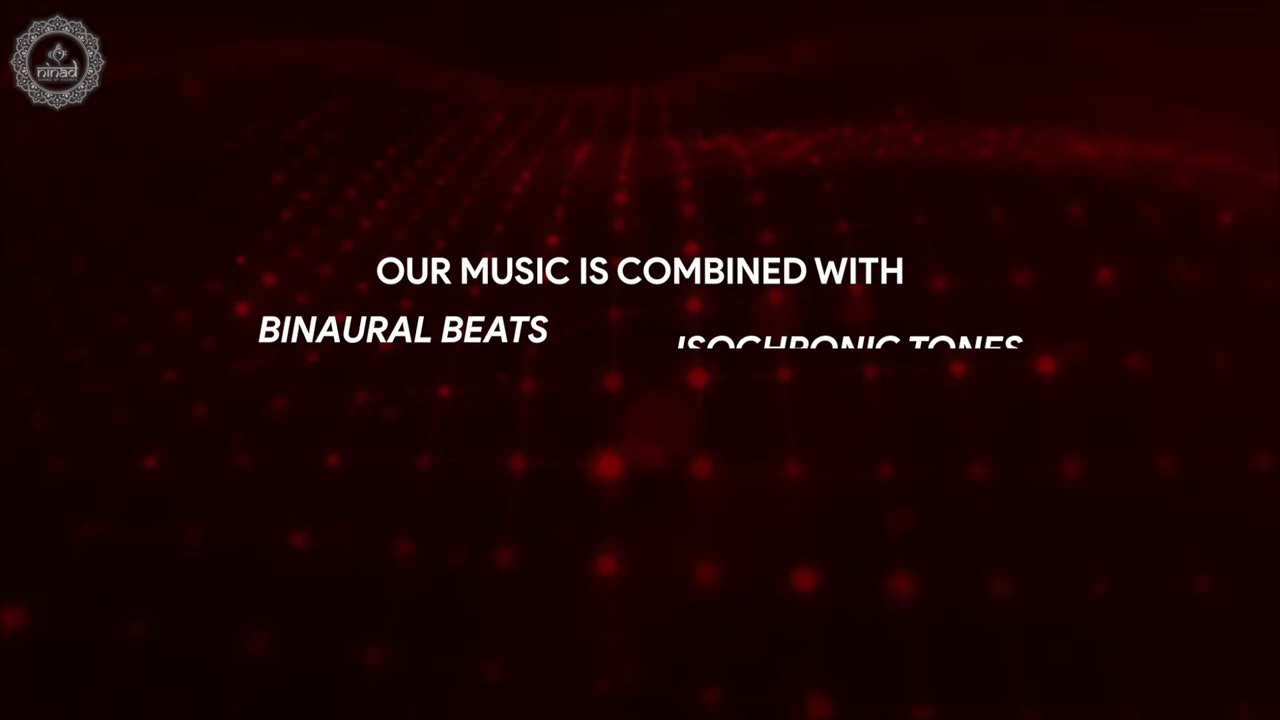 ninad
OUR MUSIC IS COMBINED WITH
BINAURAL BEATS ISOCHRONIC TONES